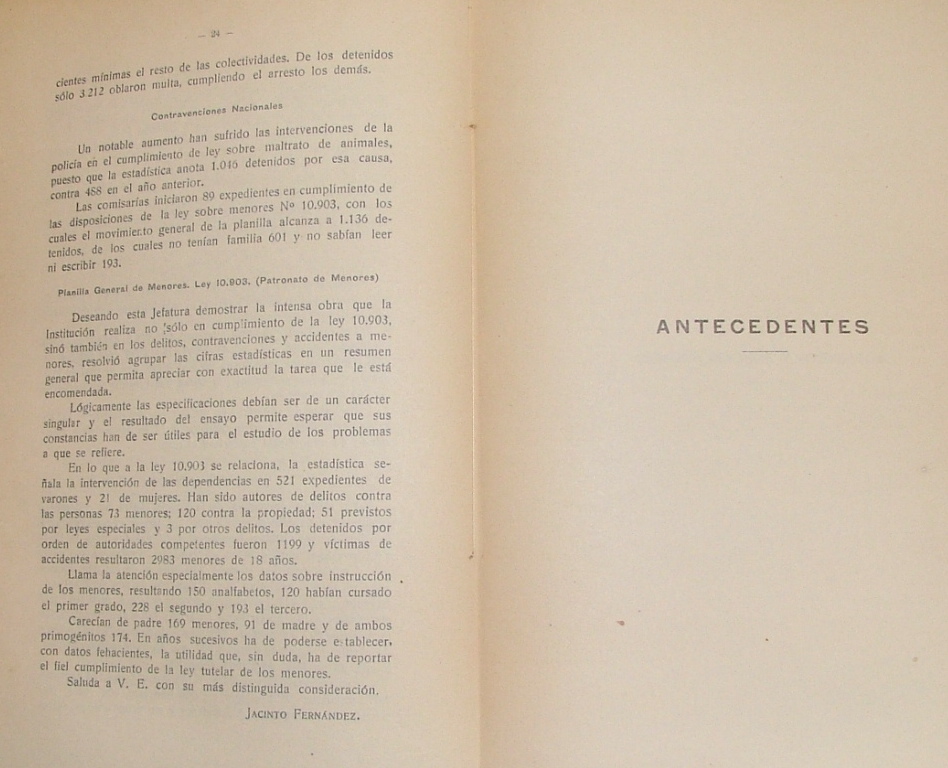 — 24 —
cientes mínimas el resto de las colectividades. De los detenidos
sólo 3 212 oblaron multa, cumpliendo el arresto los demás.
Contravenciones Nacionales
Un notable aumento han sufrido las intervenciones de la
policía en el cumplimiento de ley sobre maltrato de animales,
puesto que la estadística anota 1.046 detenidos por esa causa,
contra 488 en el año anterior.
Las comisarías iniciaron 89 expedientes en cumplimiento de
las disposiciones de la ley sobre menores Nº 10.903, con los
cuales el movimiento general de la planilla alcanza a 1.136 de-
tenidos, de los cuales no tenían familia 601 y no sabían leer
ni escribir 193.
Planilla General de Menores. Ley 10.903. (Patronato de Menores)
Deseando esta Jefatura demostrar la intensa obra que la
Institución realiza no sólo en cumplimiento de la ley 10.903,
sinó también en los delitos, contravenciones y accidentes a me-
nores, resolvió agrupar las cifras estadísticas en un resumen
general que permita apreciar con exactitud la tarea que le está
encomendada.
Lógicamente las especificaciones debían ser de un carácter
singular y el resultado del ensayo permite esperar que sus
constancias han de ser útiles para el estudio de los problemas
a que se refiere.
En lo que a la ley 10.903 se relaciona, la estadística se-
ñala la intervención de las dependencias en 521 expedientes de
varones y 21 de mujeres. Han sido autores de delitos contra
las personas 73 menores; 120 contra la propiedad; 51 previstos
por leyes especiales y 3 por otros delitos. Los detenidos por
orden de autoridades competentes fueron 1199 y víctimas de
accidentes resultaron 2983 menores de 18 años.
Llama la atención especialmente los datos sobre instrucción
de los menores, resultando 150 analfabetos, 120 habían cursado
el primer grado, 228 el segundo y 193 el tercero.
Carecían de padre 169 menores, 91 de madre y de ambos
primogénitos 174. En años sucesivos ha de poderse establecer,
con datos fehacientes, la utilidad que, sin duda, ha de reportar
el fiel cumplimiento de la ley tutelar de los menores.
Saluda a V. E. con su más distinguida consideración.
JACINTO FERNÁNDEZ.
ANTECEDENTES